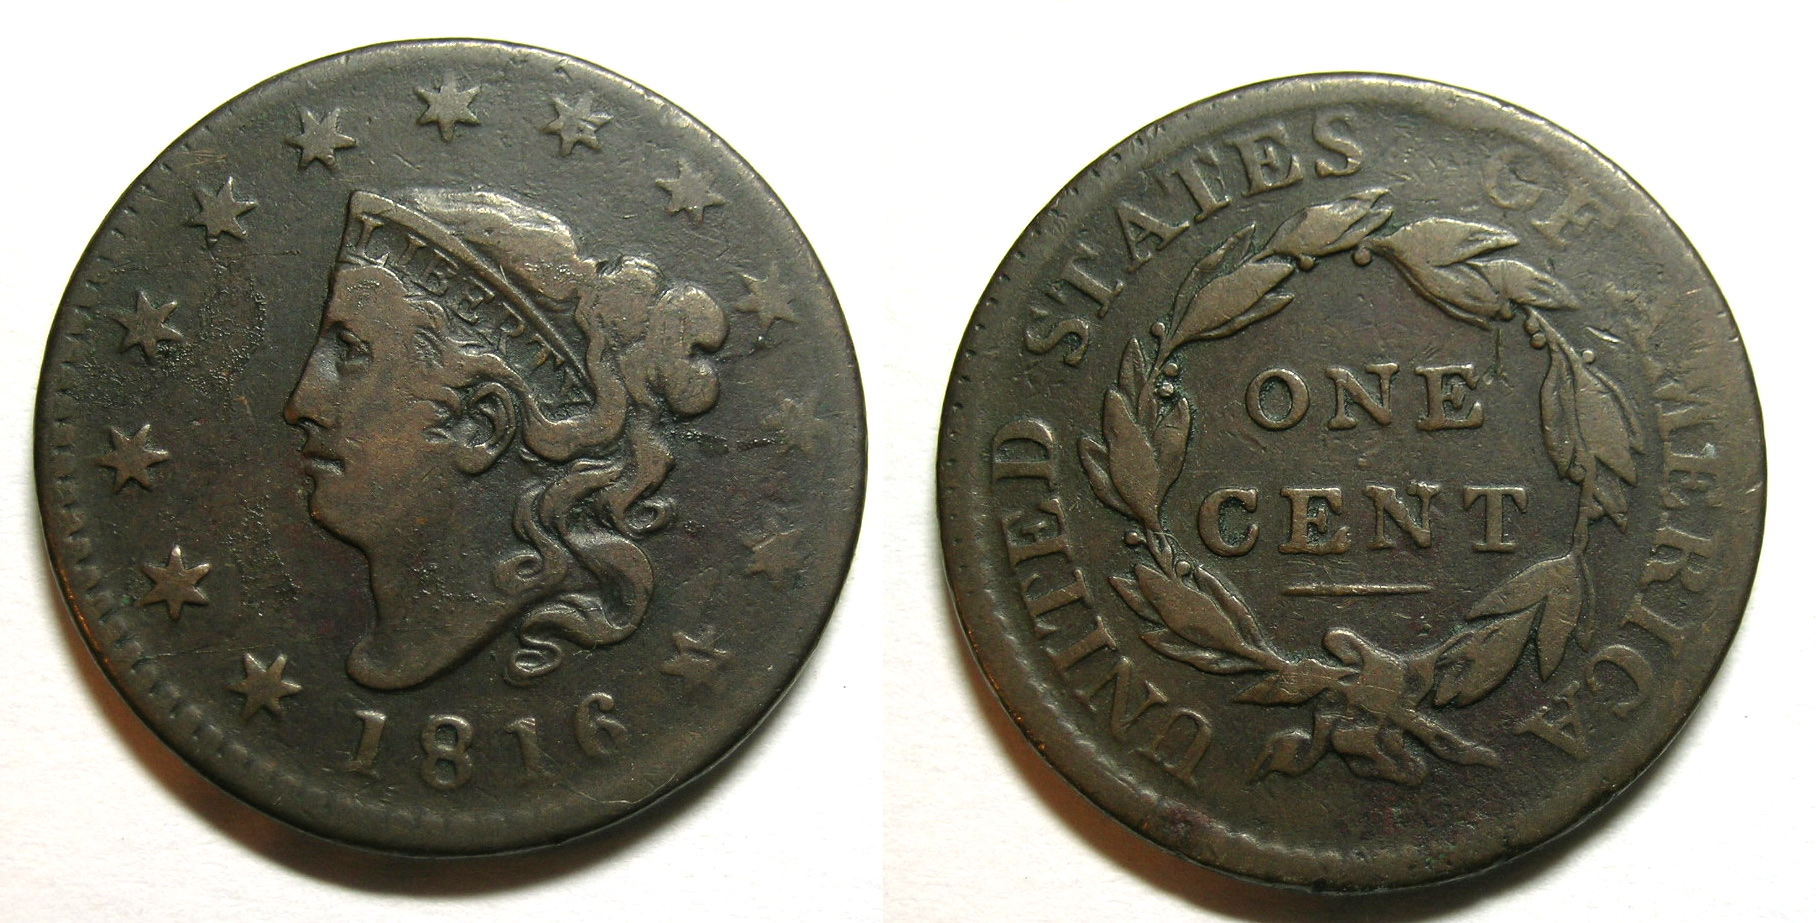 LIBERTY
1816
UNITED STATES OF AMERICA
ONE
CENT